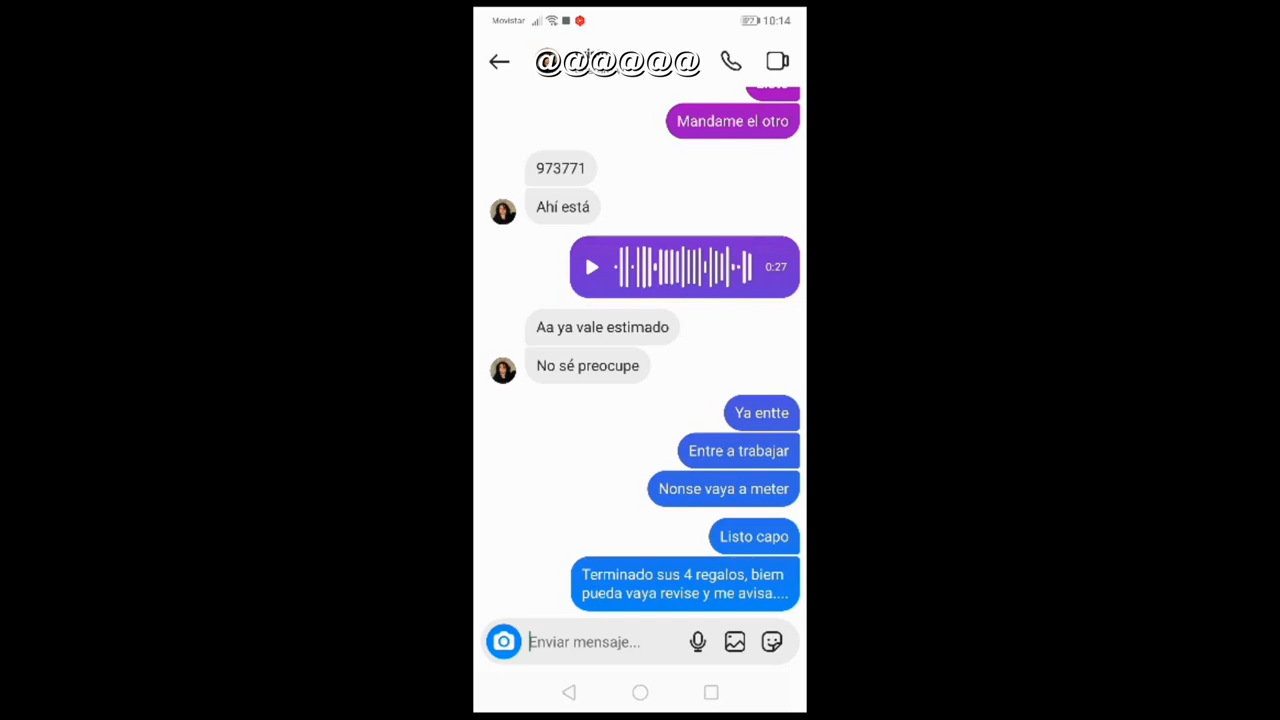 Movistar 87 10:14
@@@@@@
Mandame el otro
973771
Ahí está
0:27
Aa ya vale estimado
No sé preocupe
Ya entte
Entre a trabajar
Nonse vaya a meter
Listo capo
Terminado sus 4 regalos, biem
pueda vaya revise y me avisa....
Enviar mensaje...